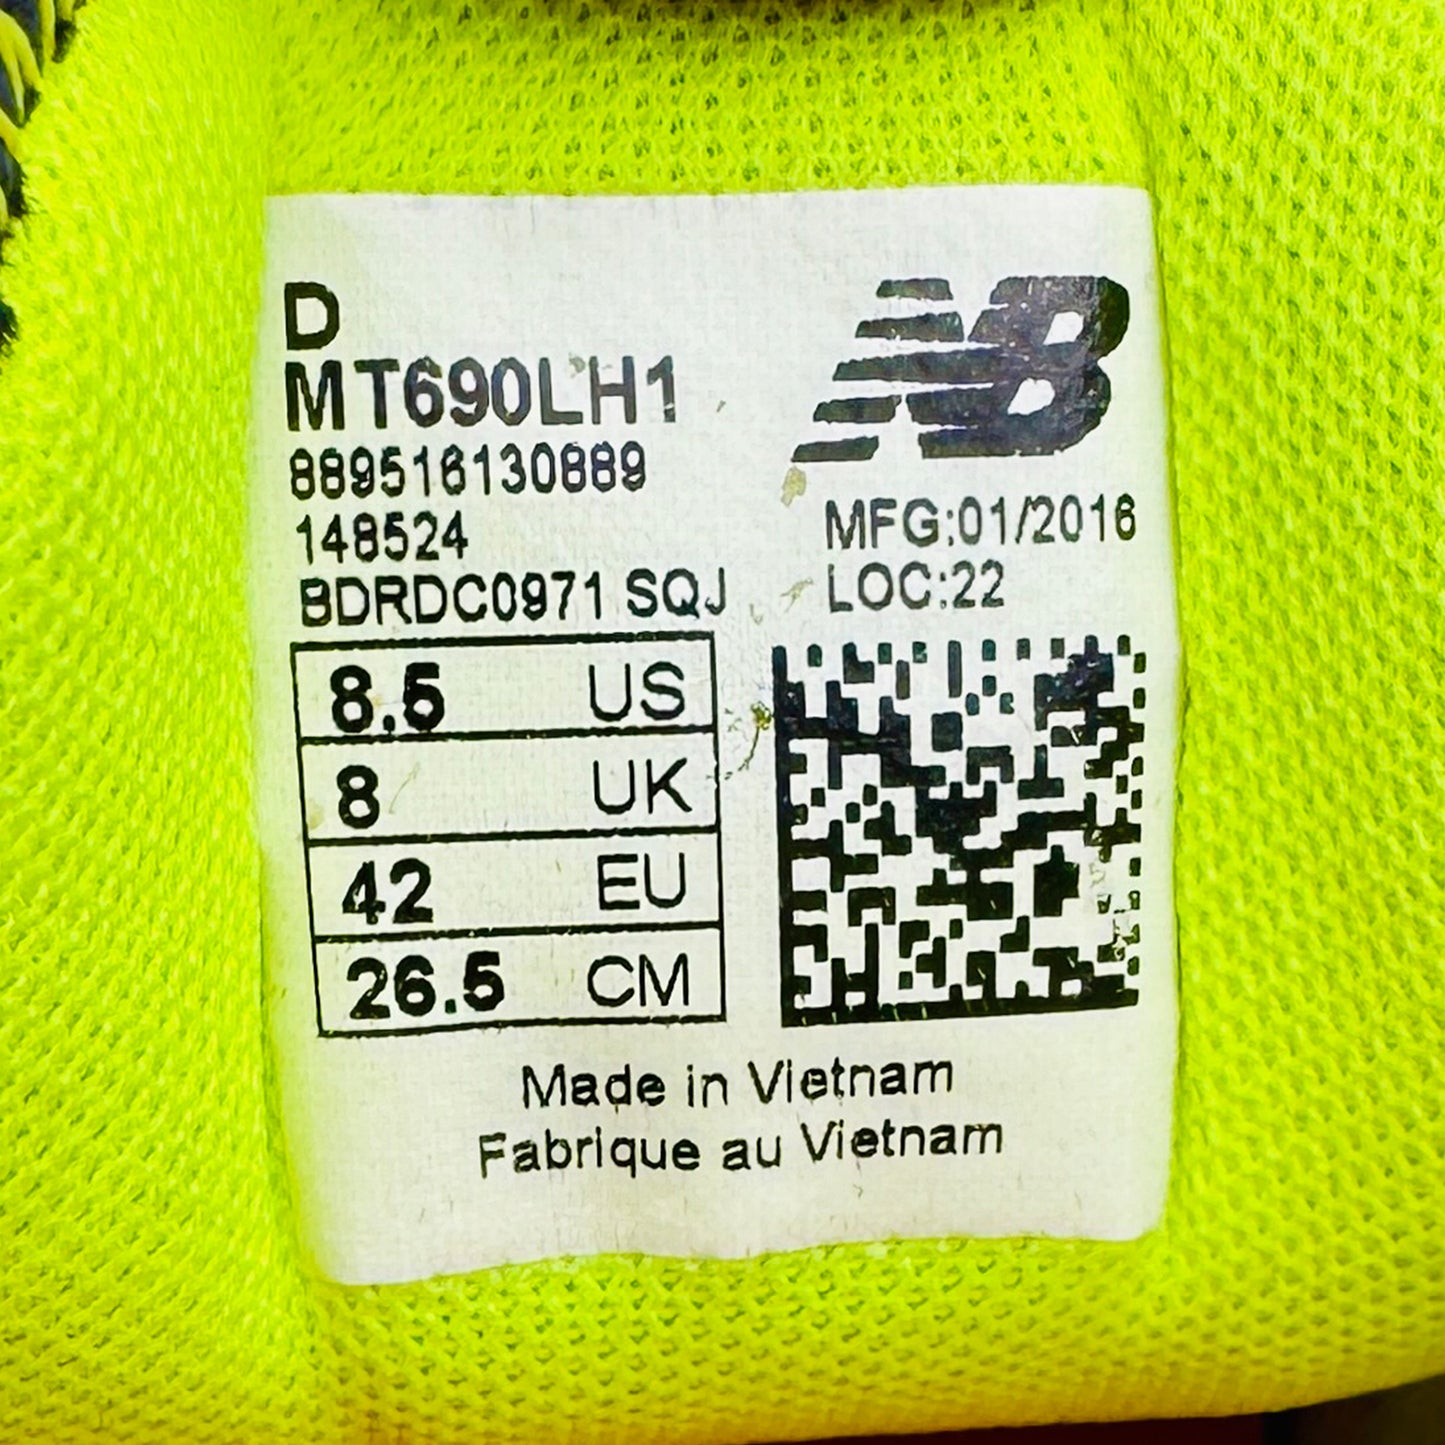 D
MT690LH1
889516130889
148524
BDRDC0971 SQJ
NB
MFG:01/2016
LOC:22
8.5 US
8 UK
42 EU
26.5 CM
Made in Vietnam
Fabrique au Vietnam